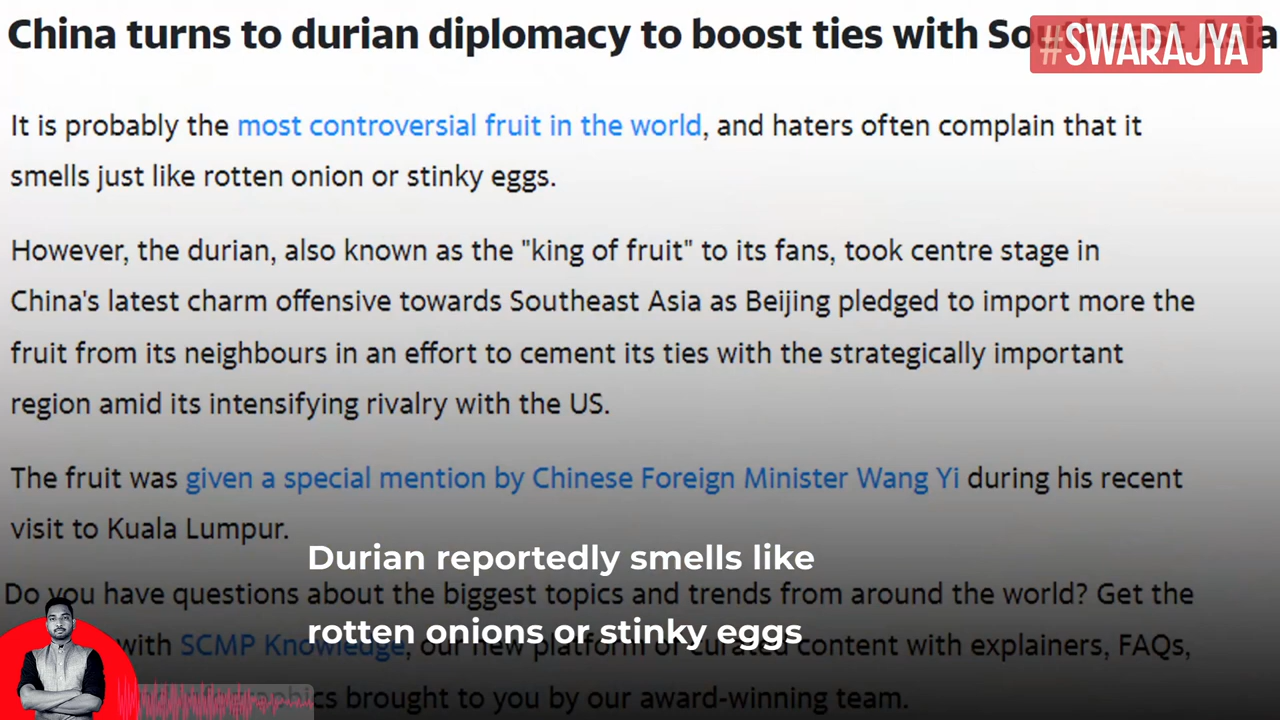 China turns to durian diplomacy to boost ties with Southeast Asia
#SWARAJYA
It is probably the most controversial fruit in the world, and haters often complain that it
smells just like rotten onion or stinky eggs.
However, the durian, also known as the "king of fruit" to its fans, took centre stage in
China's latest charm offensive towards Southeast Asia as Beijing pledged to import more the
fruit from its neighbours in an effort to cement its ties with the strategically important
region amid its intensifying rivalry with the US.
The fruit was given a special mention by Chinese Foreign Minister Wang Yi during his recent
visit to Kuala Lumpur.
Durian reportedly smells like
rotten onions or stinky eggs
Do you have questions about the biggest topics and trends from around the world? Get the
with SCMP Knowledge, our new platform of curated content with explainers, FAQs,
brought to you by our award-winning team.